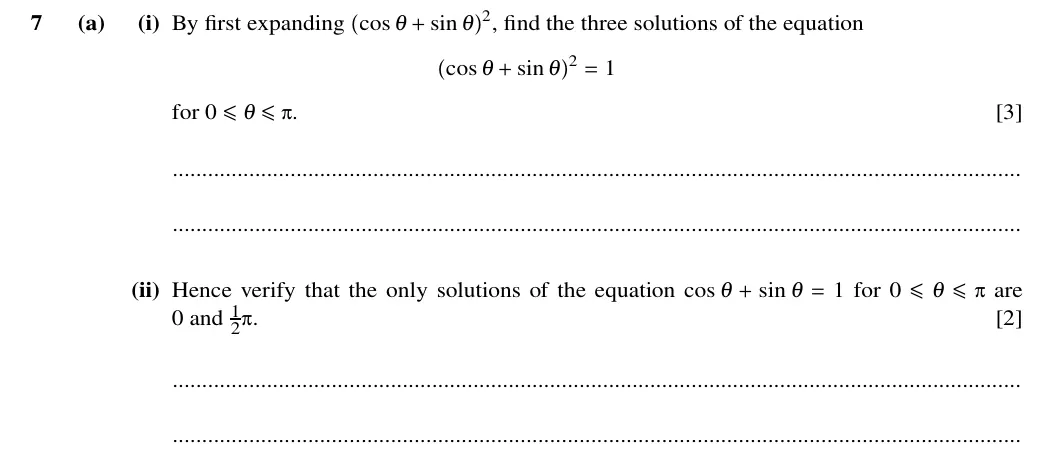 7 (a) (i) By first expanding (cos θ + sin θ)², find the three solutions of the equation
(cos θ + sin θ)² = 1
for 0 ⩽ θ ⩽ π. [3]
................................................................................
................................................................................
(ii) Hence verify that the only solutions of the equation cos θ + sin θ = 1 for 0 ⩽ θ ⩽ π are
0 and ½π. [2]
................................................................................
................................................................................